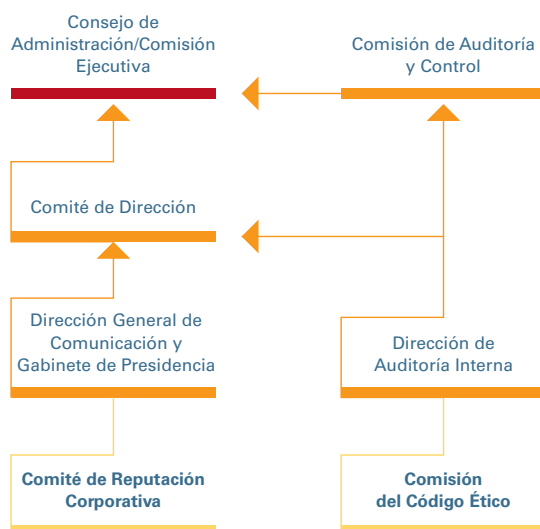 Consejo de
Administración/Comisión
Ejecutiva
Comisión de Auditoría
y Control
Comité de Dirección
Dirección General de
Comunicación y
Gabinete de Presidencia
Dirección de
Auditoría Interna
Comité de Reputación
Corporativa
Comisión
del Código Ético